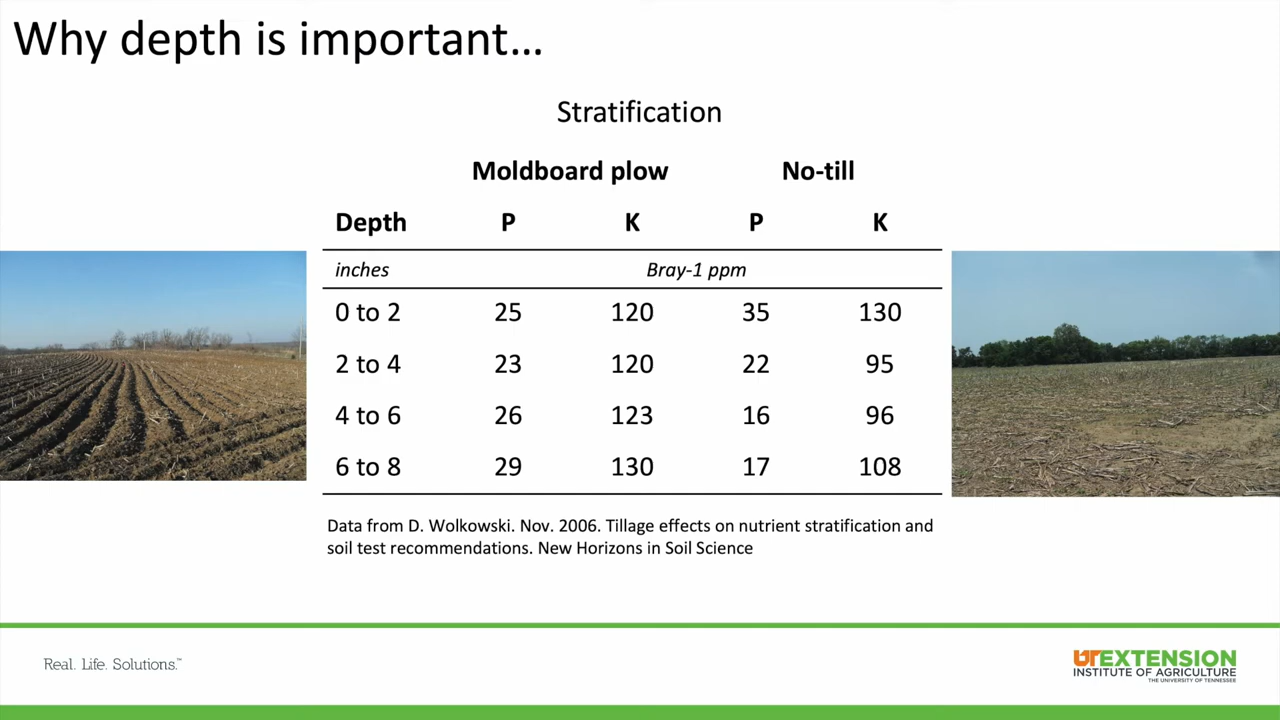 Why depth is important...
Stratification
Moldboard plow No-till
Depth P K P K
inches Bray-1 ppm
0 to 2 25 120 35 130
2 to 4 23 120 22 95
4 to 6 26 123 16 96
6 to 8 29 130 17 108
Data from D. Wolkowski. Nov. 2006. Tillage effects on nutrient stratification and
soil test recommendations. New Horizons in Soil Science
Real. Life. Solutions.™
UT EXTENSION
INSTITUTE OF AGRICULTURE
THE UNIVERSITY OF TENNESSEE